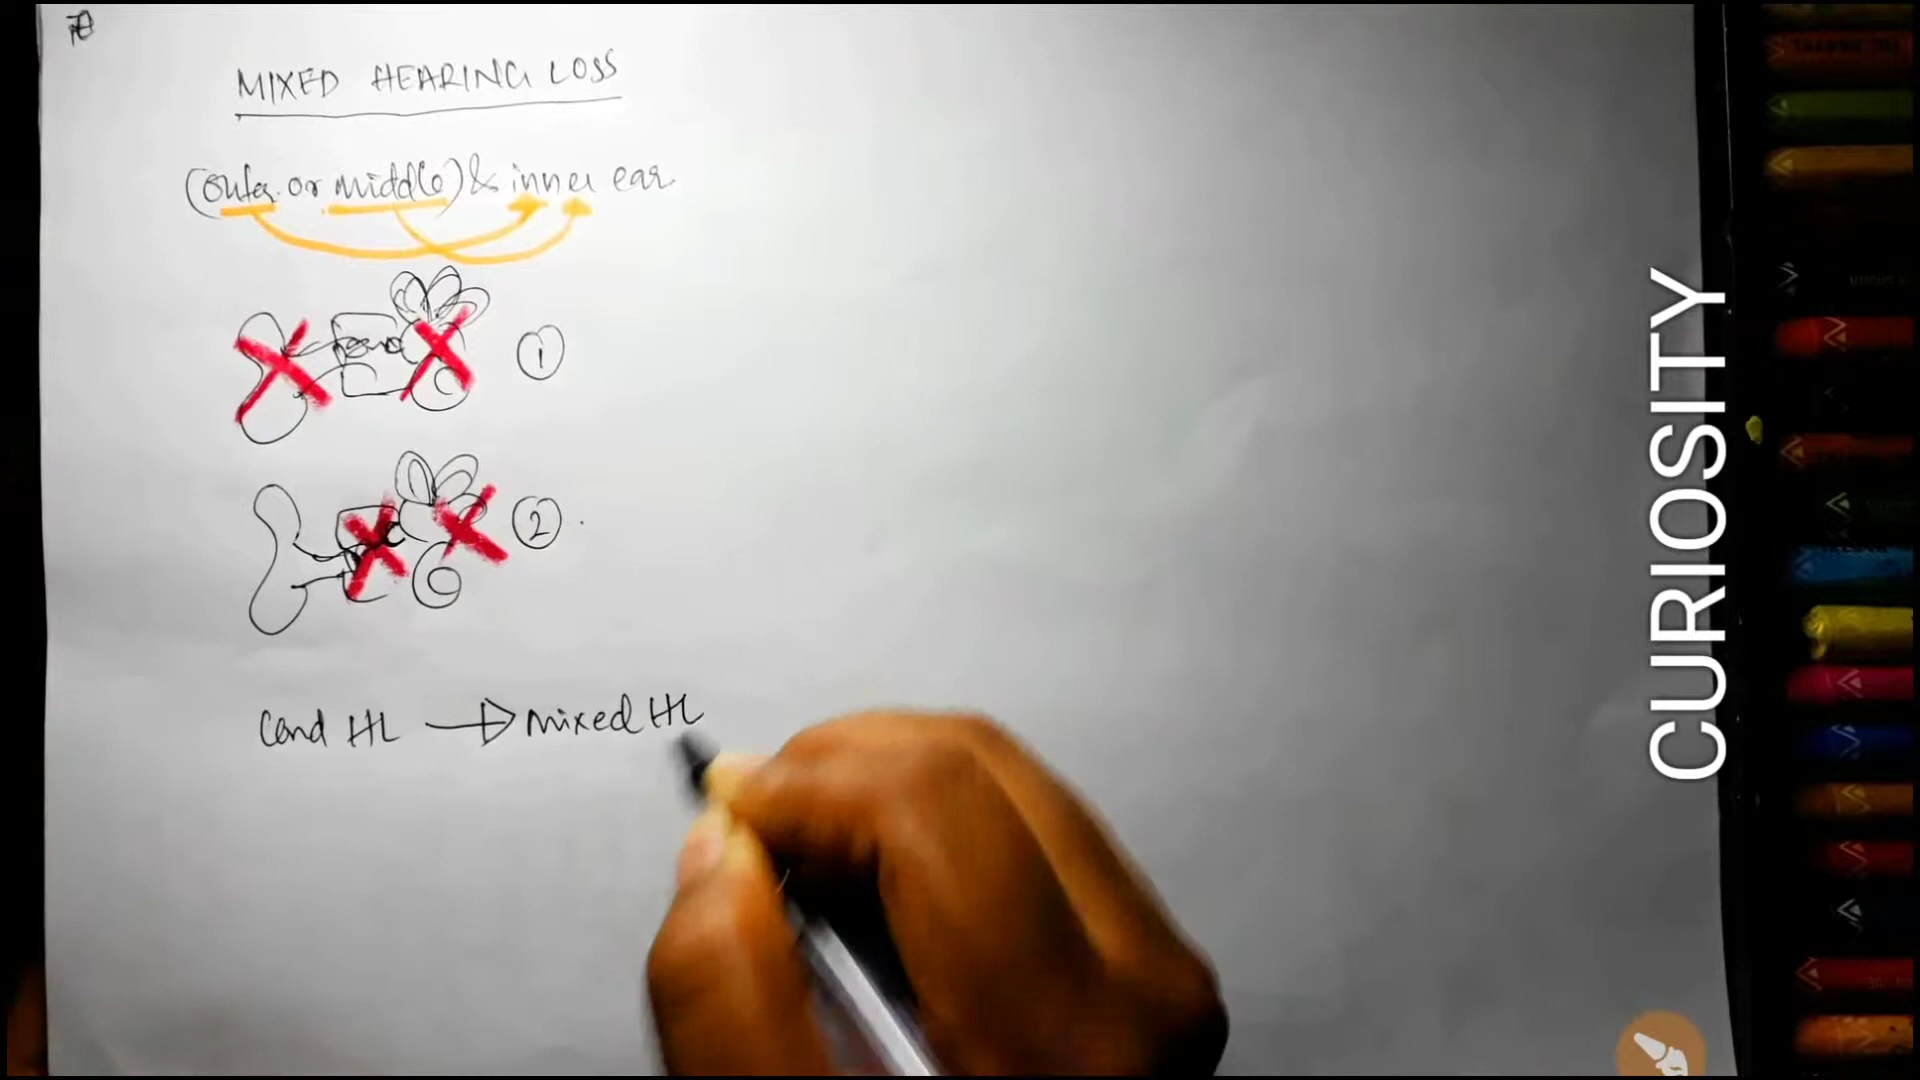 MIXED HEARING LOSS
(outer or middle) & inner ear
1
2
Cond HL → mixed HL
CURIOSITY